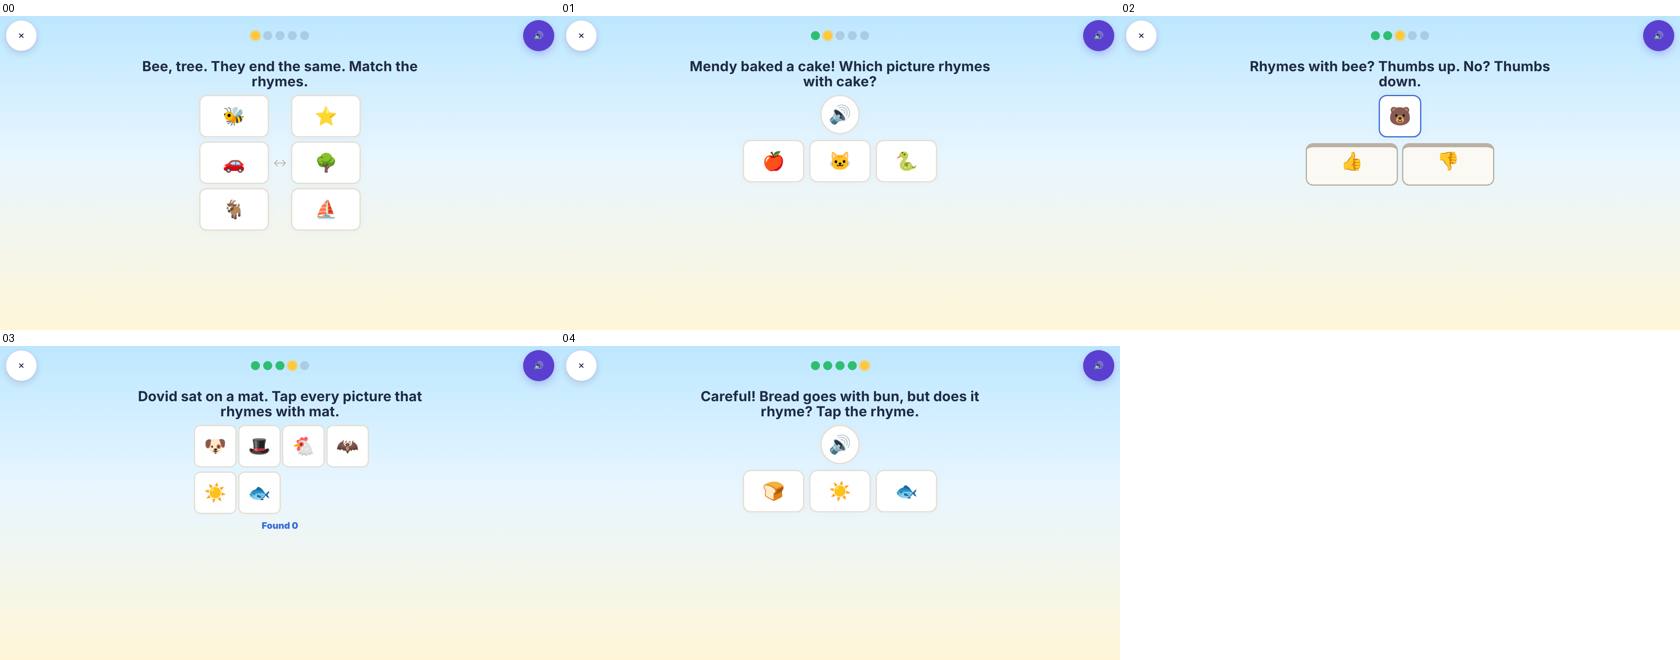 00
Bee, tree. They end the same. Match the
rhymes.
01
Mendy baked a cake! Which picture rhymes
with cake?
02
Rhymes with bee? Thumbs up. No? Thumbs
down.
03
Dovid sat on a mat. Tap every picture that
rhymes with mat.
Found 0
04
Careful! Bread goes with bun, but does it
rhyme? Tap the rhyme.